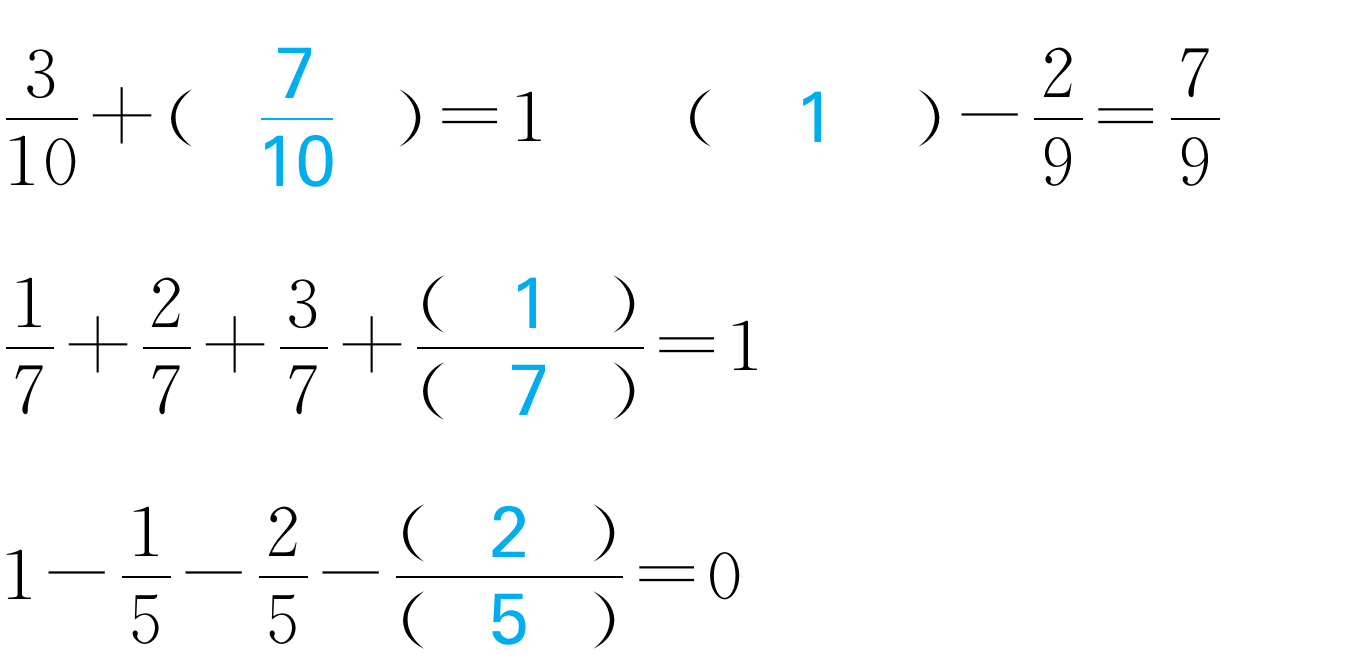 3/10 + ( 7/10 ) = 1    ( 1 ) − 2/9 = 7/9
1/7 + 2/7 + 3/7 + ( 1 )/( 7 ) = 1
1 − 1/5 − 2/5 − ( 2 )/( 5 ) = 0